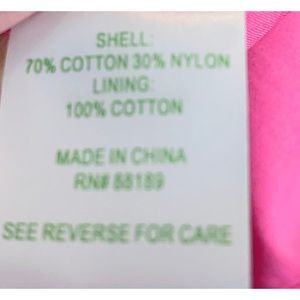 SHELL:
70% COTTON 30% NYLON
LINING:
100% COTTON
MADE IN CHINA
RN# 88189
SEE REVERSE FOR CARE